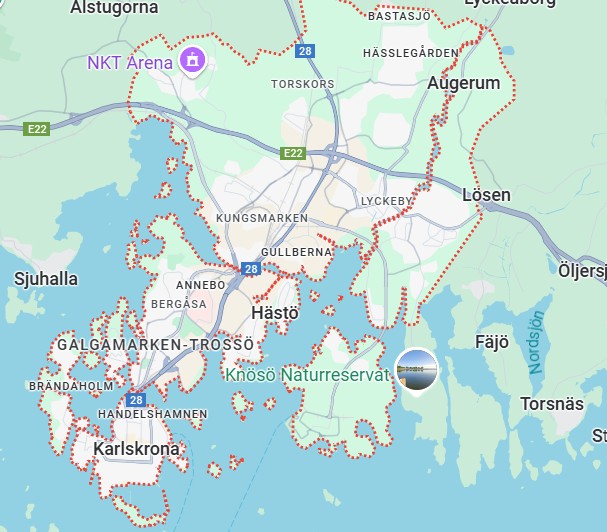 Alstugorna
Lyckeåborg
BASTASJÖ
28
HÄSSLEGÅRDEN
NKT Arena
TORSKORS
Augerum
E22
E22
LYCKEBY
Lösen
KUNGSMARKEN
GULLBERNA
28
Öljersj
Sjuhalla
ANNEBO
BERGÅSA
Hästö
Nordsjön
GALGAMARKEN-TROSSÖ
Fäjö
Knösö Naturreservat
BRÄNDAHOLM
28
HANDELSHAMNEN
Torsnäs
St
Karlskrona